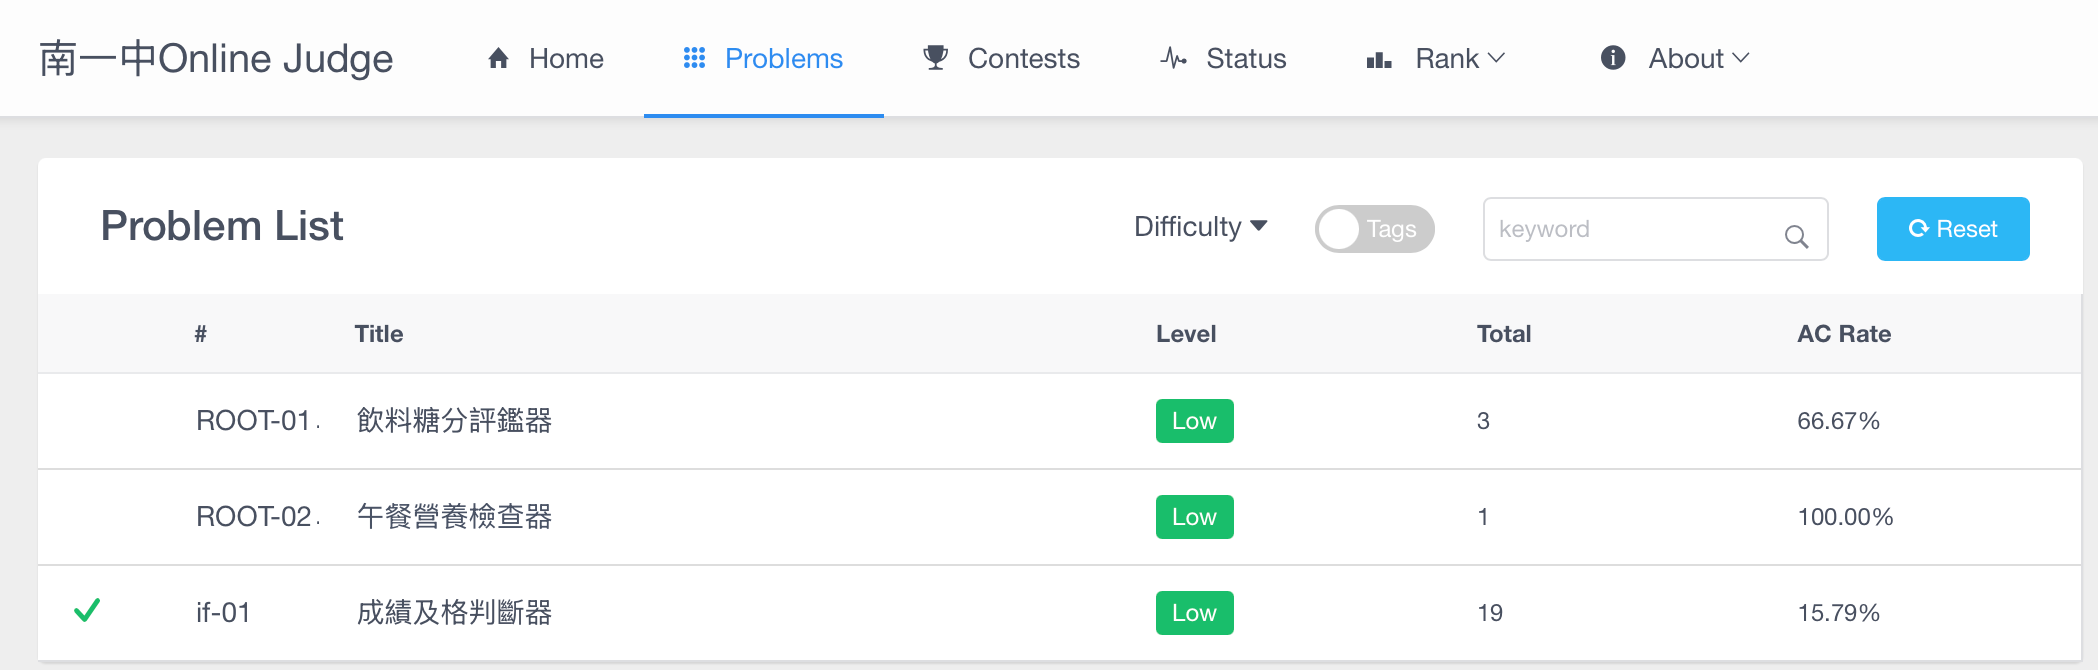 南一中Online Judge Home Problems Contests Status Rank About
Problem List Difficulty Tags keyword Reset
# Title Level Total AC Rate
ROOT-01. 飲料糖分評鑑器 Low 3 66.67%
ROOT-02. 午餐營養檢查器 Low 1 100.00%
if-01 成績及格判斷器 Low 19 15.79%